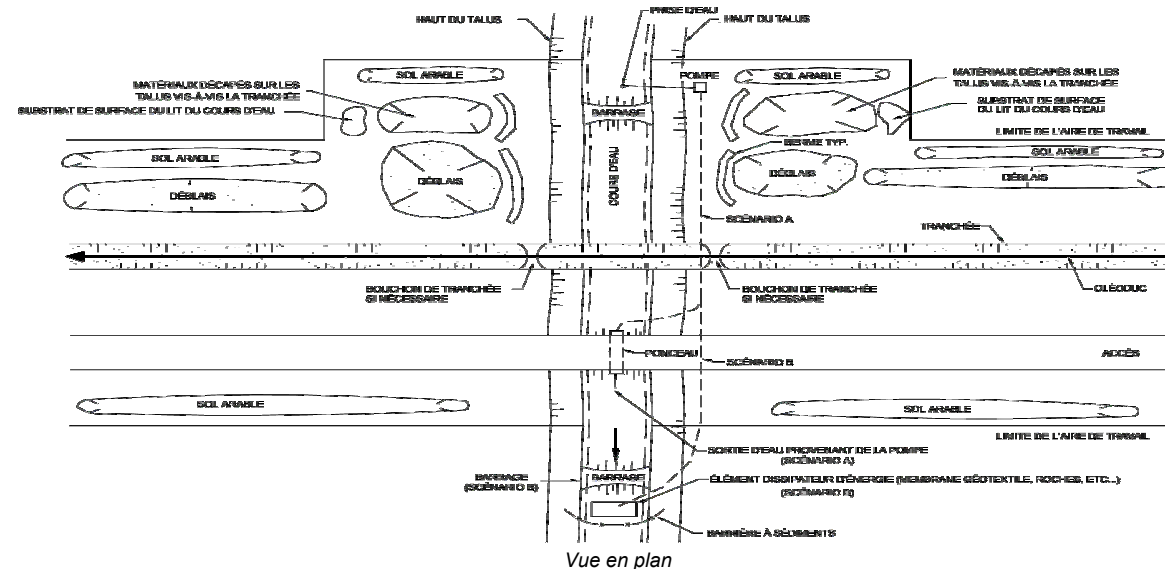 HAUT DU TALUS
PRISE D'EAU
HAUT DU TALUS
SOL ARABLE
POMPE
SOL ARABLE
MATÉRIAUX DÉCAPÉS SUR LES
TALUS VIS-À-VIS LA TRANCHÉE
MATÉRIAUX DÉCAPÉS SUR LES
TALUS VIS-À-VIS LA TRANCHÉE
SUBSTRAT DE SURFACE DU LIT DU COURS D'EAU
BARRAGE
SUBSTRAT DE SURFACE
DU LIT DU COURS D'EAU
LIMITE DE L'AIRE DE TRAVAIL
BERME TYP.
SOL ARABLE
SOL ARABLE
DÉBLAIS
DÉBLAIS
COURS D'EAU
DÉBLAIS
DÉBLAIS
SCÉNARIO A
TRANCHÉE
BOUCHON DE TRANCHÉE
SI NÉCESSAIRE
BOUCHON DE TRANCHÉE
SI NÉCESSAIRE
OLÉODUC
PONCEAU
SCÉNARIO B
ACCÈS
SOL ARABLE
SOL ARABLE
LIMITE DE L'AIRE DE TRAVAIL
SORTIE D'EAU PROVENANT DE LA POMPE
(SCÉNARIO A)
BARRAGE
(SCÉNARIO B)
BARRAGE
ÉLÉMENT DISSIPATEUR D'ÉNERGIE (MEMBRANE GÉOTEXTILE, ROCHES, ETC...)
(SCÉNARIO B)
BARRIÈRE À SÉDIMENTS
Vue en plan